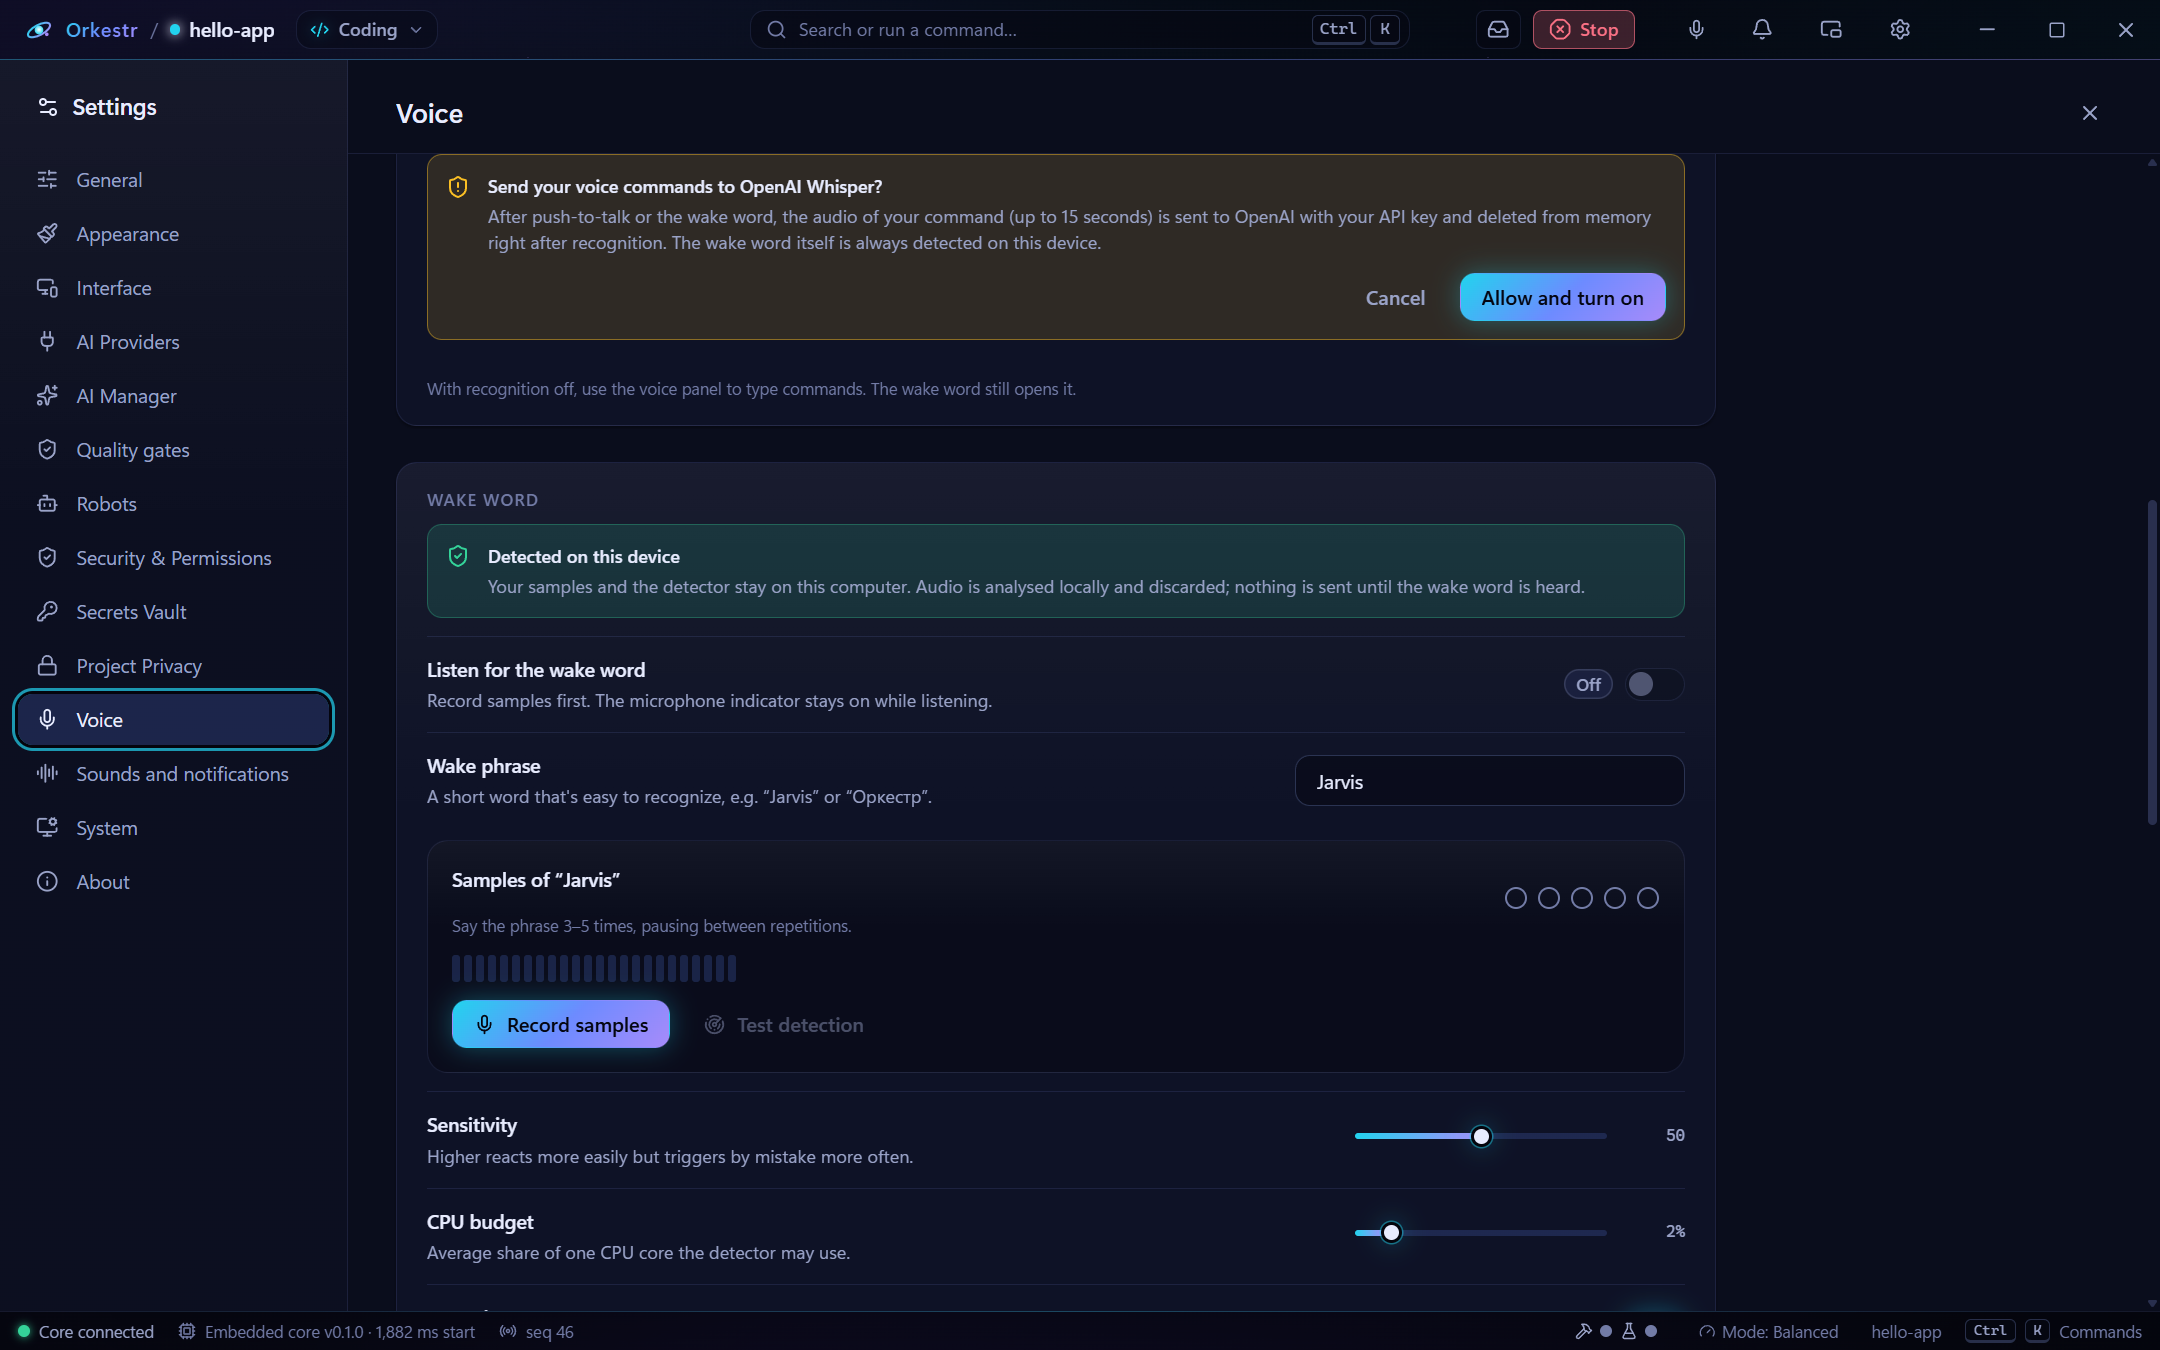 Orkestr / hello-app
Coding
Search or run a command...
Ctrl K
Stop
Settings
General
Appearance
Interface
AI Providers
AI Manager
Quality gates
Robots
Security & Permissions
Secrets Vault
Project Privacy
Voice
Sounds and notifications
System
About
Voice
Send your voice commands to OpenAI Whisper?
After push-to-talk or the wake word, the audio of your command (up to 15 seconds) is sent to OpenAI with your API key and deleted from memory
right after recognition. The wake word itself is always detected on this device.
Cancel
Allow and turn on
With recognition off, use the voice panel to type commands. The wake word still opens it.
WAKE WORD
Detected on this device
Your samples and the detector stay on this computer. Audio is analysed locally and discarded; nothing is sent until the wake word is heard.
Listen for the wake word
Record samples first. The microphone indicator stays on while listening.
Off
Wake phrase
A short word that's easy to recognize, e.g. “Jarvis” or “Оркестр”.
Jarvis
Samples of “Jarvis”
Say the phrase 3–5 times, pausing between repetitions.
Record samples
Test detection
Sensitivity
Higher reacts more easily but triggers by mistake more often.
50
CPU budget
Average share of one CPU core the detector may use.
2%
Core connected
Embedded core v0.1.0 · 1,882 ms start
seq 46
Mode: Balanced
hello-app
Ctrl K Commands